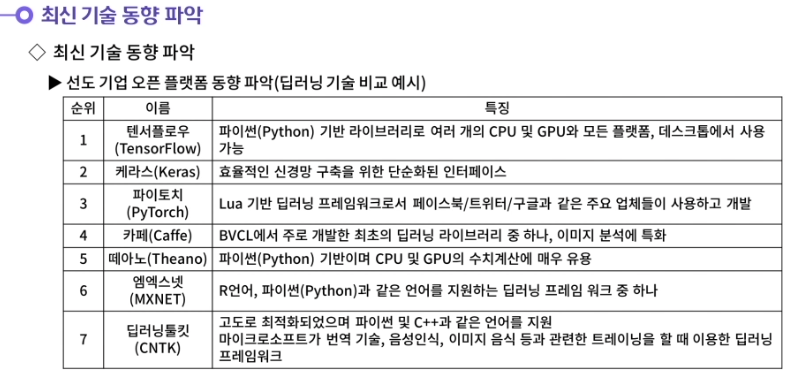 최신 기술 동향 파악
◇ 최신 기술 동향 파악
▶ 선도 기업 오픈 플랫폼 동향 파악(딥러닝 기술 비교 예시)
순위 이름 특징
1 텐서플로우 (TensorFlow) 파이썬(Python) 기반 라이브러리로 여러 개의 CPU 및 GPU와 모든 플랫폼, 데스크톱에서 사용
가능
2 케라스(Keras) 효율적인 신경망 구축을 위한 단순화된 인터페이스
3 파이토치 (PyTorch) Lua 기반 딥러닝 프레임워크로서 페이스북/트위터/구글과 같은 주요 업체들이 사용하고 개발
4 카페(Caffe) BVCL에서 주로 개발한 최초의 딥러닝 라이브러리 중 하나, 이미지 분석에 특화
5 떼아노(Theano) 파이썬(Python) 기반이며 CPU 및 GPU의 수치계산에 매우 유용
6 엠엑스넷 (MXNET) R언어, 파이썬(Python)과 같은 언어를 지원하는 딥러닝 프레임 워크 중 하나
7 딥러닝툴킷 (CNTK) 고도로 최적화되었으며 파이썬 및 C++과 같은 언어를 지원
마이크로소프트가 번역 기술, 음성인식, 이미지 음식 등과 관련한 트레이닝을 할 때 이용한 딥러닝
프레임워크